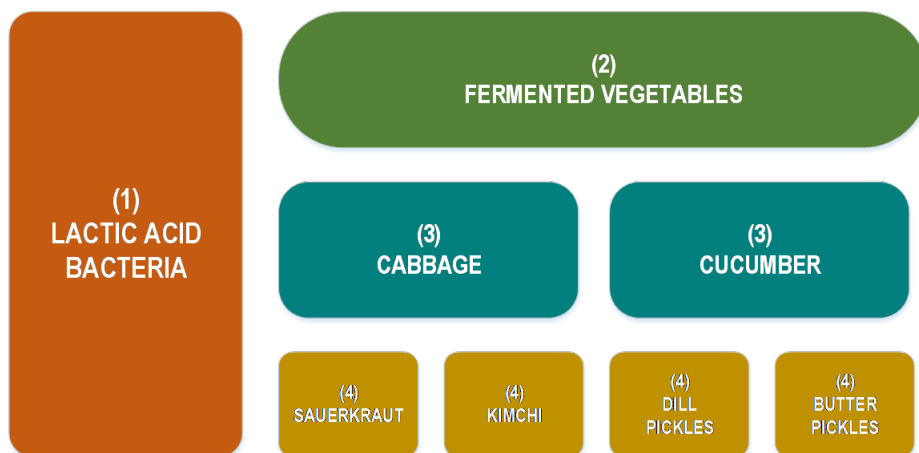 (1)
LACTIC ACID
BACTERIA
(2)
FERMENTED VEGETABLES
(3)
CABBAGE
(3)
CUCUMBER
(4)
SAUERKRAUT
(4)
KIMCHI
(4)
DILL
PICKLES
(4)
BUTTER
PICKLES